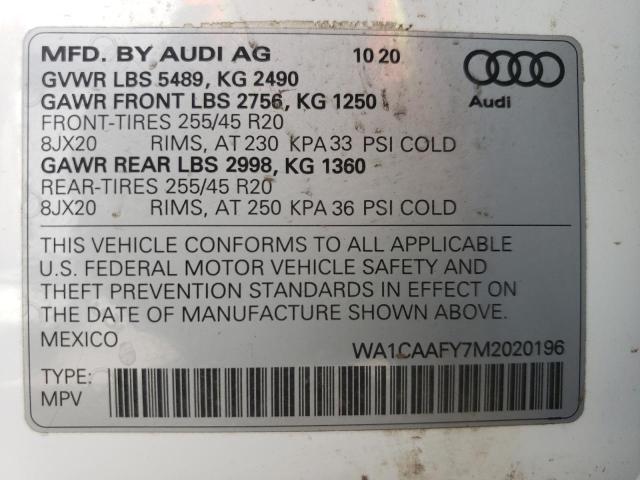 MFD. BY AUDI AG 10 20
GVWR LBS 5489, KG 2490
GAWR FRONT LBS 2756, KG 1250
Audi
FRONT-TIRES 255/45 R20
8JX20 RIMS, AT 230 KPA 33 PSI COLD
GAWR REAR LBS 2998, KG 1360
REAR-TIRES 255/45 R20
8JX20 RIMS, AT 250 KPA 36 PSI COLD
THIS VEHICLE CONFORMS TO ALL APPLICABLE
U.S. FEDERAL MOTOR VEHICLE SAFETY AND
THEFT PREVENTION STANDARDS IN EFFECT ON
THE DATE OF MANUFACTURE SHOWN ABOVE.
MEXICO
WA1CAAFY7M2020196
TYPE:
MPV